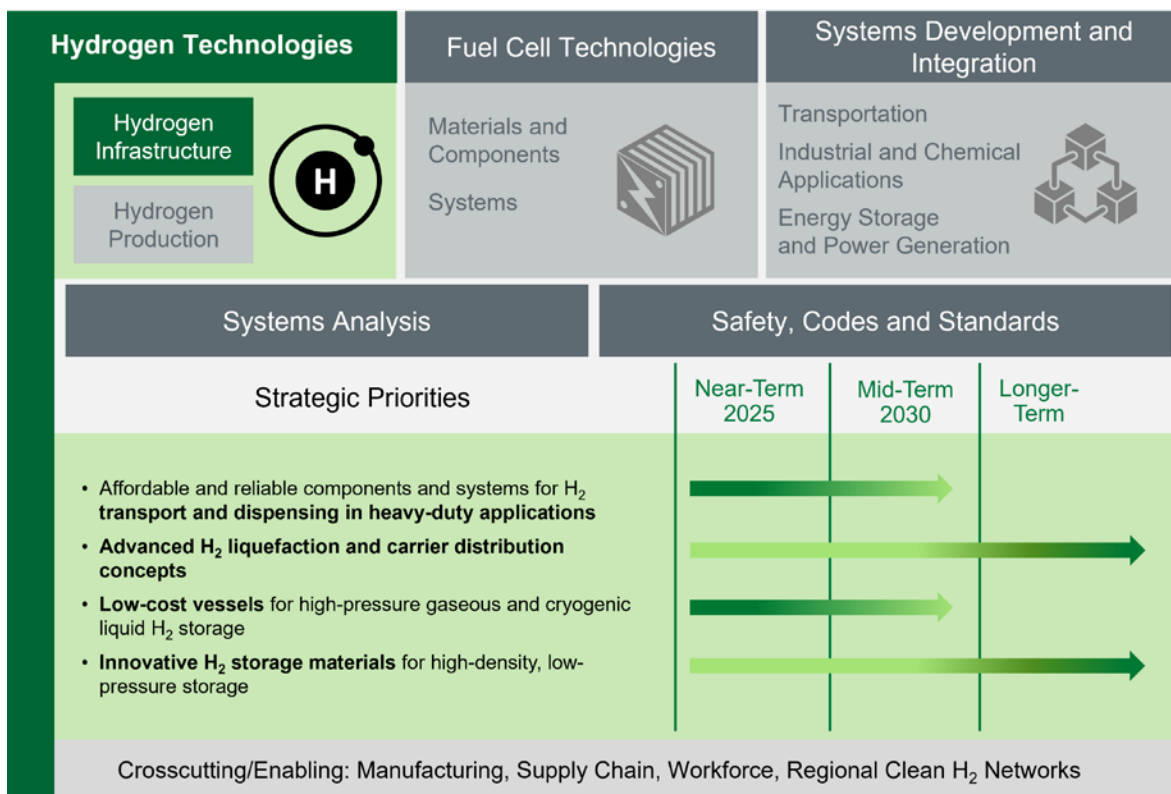 Hydrogen Technologies
Fuel Cell Technologies
Systems Development and
Integration
Hydrogen
Infrastructure
Hydrogen
Production
H
Materials and
Components
Systems
Transportation
Industrial and Chemical
Applications
Energy Storage
and Power Generation
Systems Analysis
Safety, Codes and Standards
Strategic Priorities
Near-Term
2025
Mid-Term
2030
Longer-
Term
• Affordable and reliable components and systems for H₂
transport and dispensing in heavy-duty applications
• Advanced H₂ liquefaction and carrier distribution
concepts
• Low-cost vessels for high-pressure gaseous and cryogenic
liquid H₂ storage
• Innovative H₂ storage materials for high-density, low-
pressure storage
Crosscutting/Enabling: Manufacturing, Supply Chain, Workforce, Regional Clean H₂ Networks